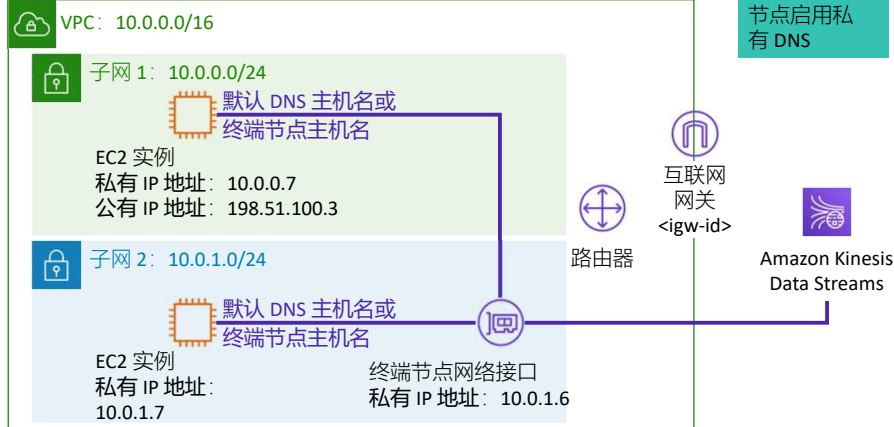 VPC：10.0.0.0/16
节点启用私
有 DNS
子网 1：10.0.0.0/24
默认 DNS 主机名或
终端节点主机名
EC2 实例
私有 IP 地址：10.0.0.7
公有 IP 地址：198.51.100.3
互联网
网关
<igw-id>
路由器
Amazon Kinesis
Data Streams
子网 2：10.0.1.0/24
默认 DNS 主机名或
终端节点主机名
EC2 实例
私有 IP 地址：
10.0.1.7
终端节点网络接口
私有 IP 地址：10.0.1.6